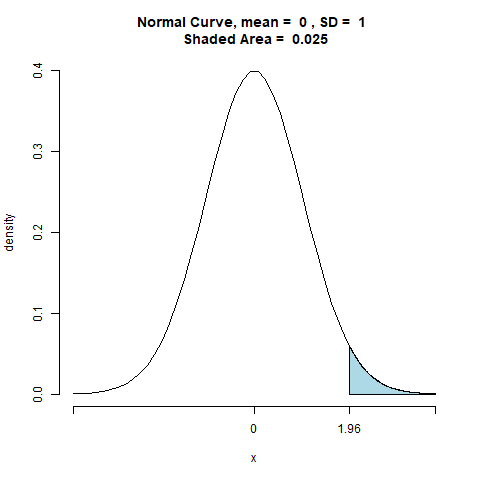 Normal Curve, mean =  0 , SD =  1
Shaded Area =  0.025
0.4
0.3
0.2
0.1
0.0
density
0
1.96
x